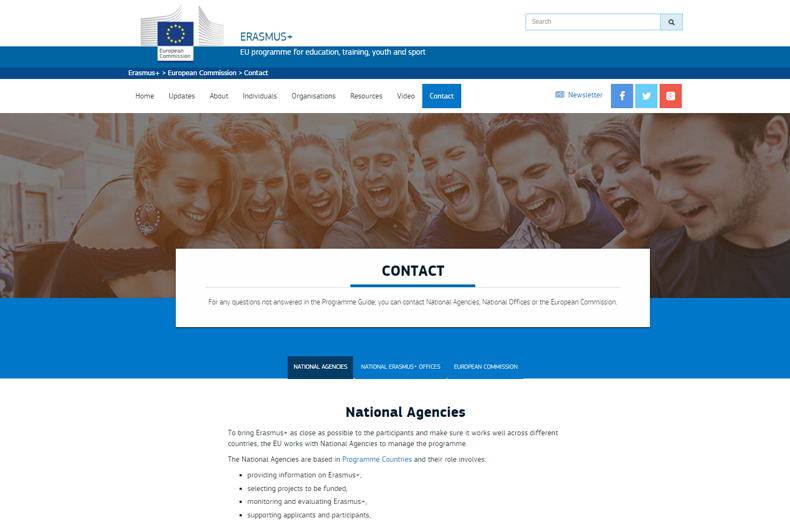 Search
ERASMUS+
European
Commission
EU programme for education, training, youth and sport
Erasmus+ > European Commission > Contact
Home Updates About Individuals Organisations Resources Video Contact Newsletter
CONTACT
For any questions not answered in the Programme Guide, you can contact National Agencies, National Offices or the European Commission.
NATIONAL AGENCIES NATIONAL ERASMUS+ OFFICES EUROPEAN COMMISSION
National Agencies
To bring Erasmus+ as close as possible to the participants and make sure it works well across different
countries, the EU works with National Agencies to manage the programme.
The National Agencies are based in Programme Countries and their role involves:
providing information on Erasmus+,
selecting projects to be funded,
monitoring and evaluating Erasmus+,
supporting applicants and participants,